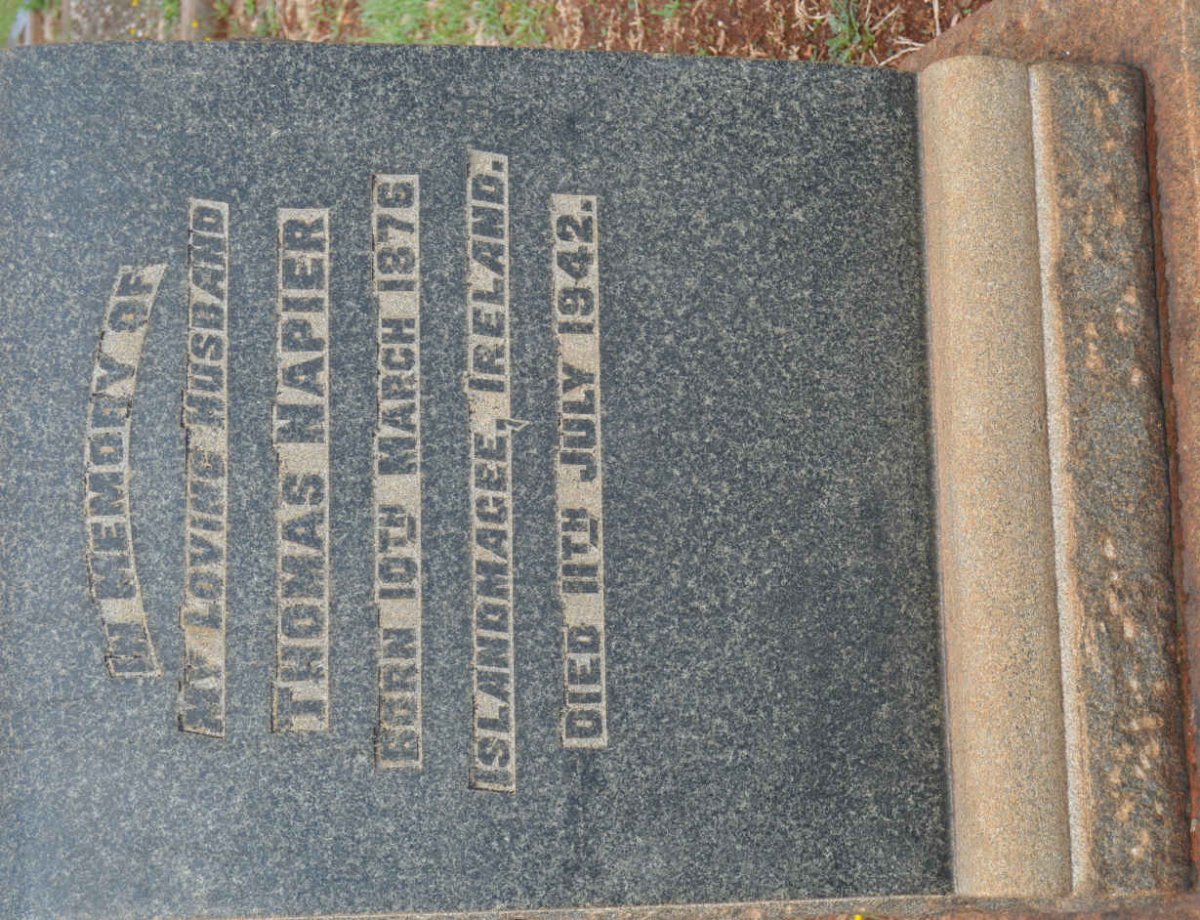 IN MEMORY OF
MY LOVING HUSBAND
THOMAS NAPIER
BORN 10TH MARCH 1876
ISLANDMAGEE, IRELAND.
DIED 11TH JULY 1942.